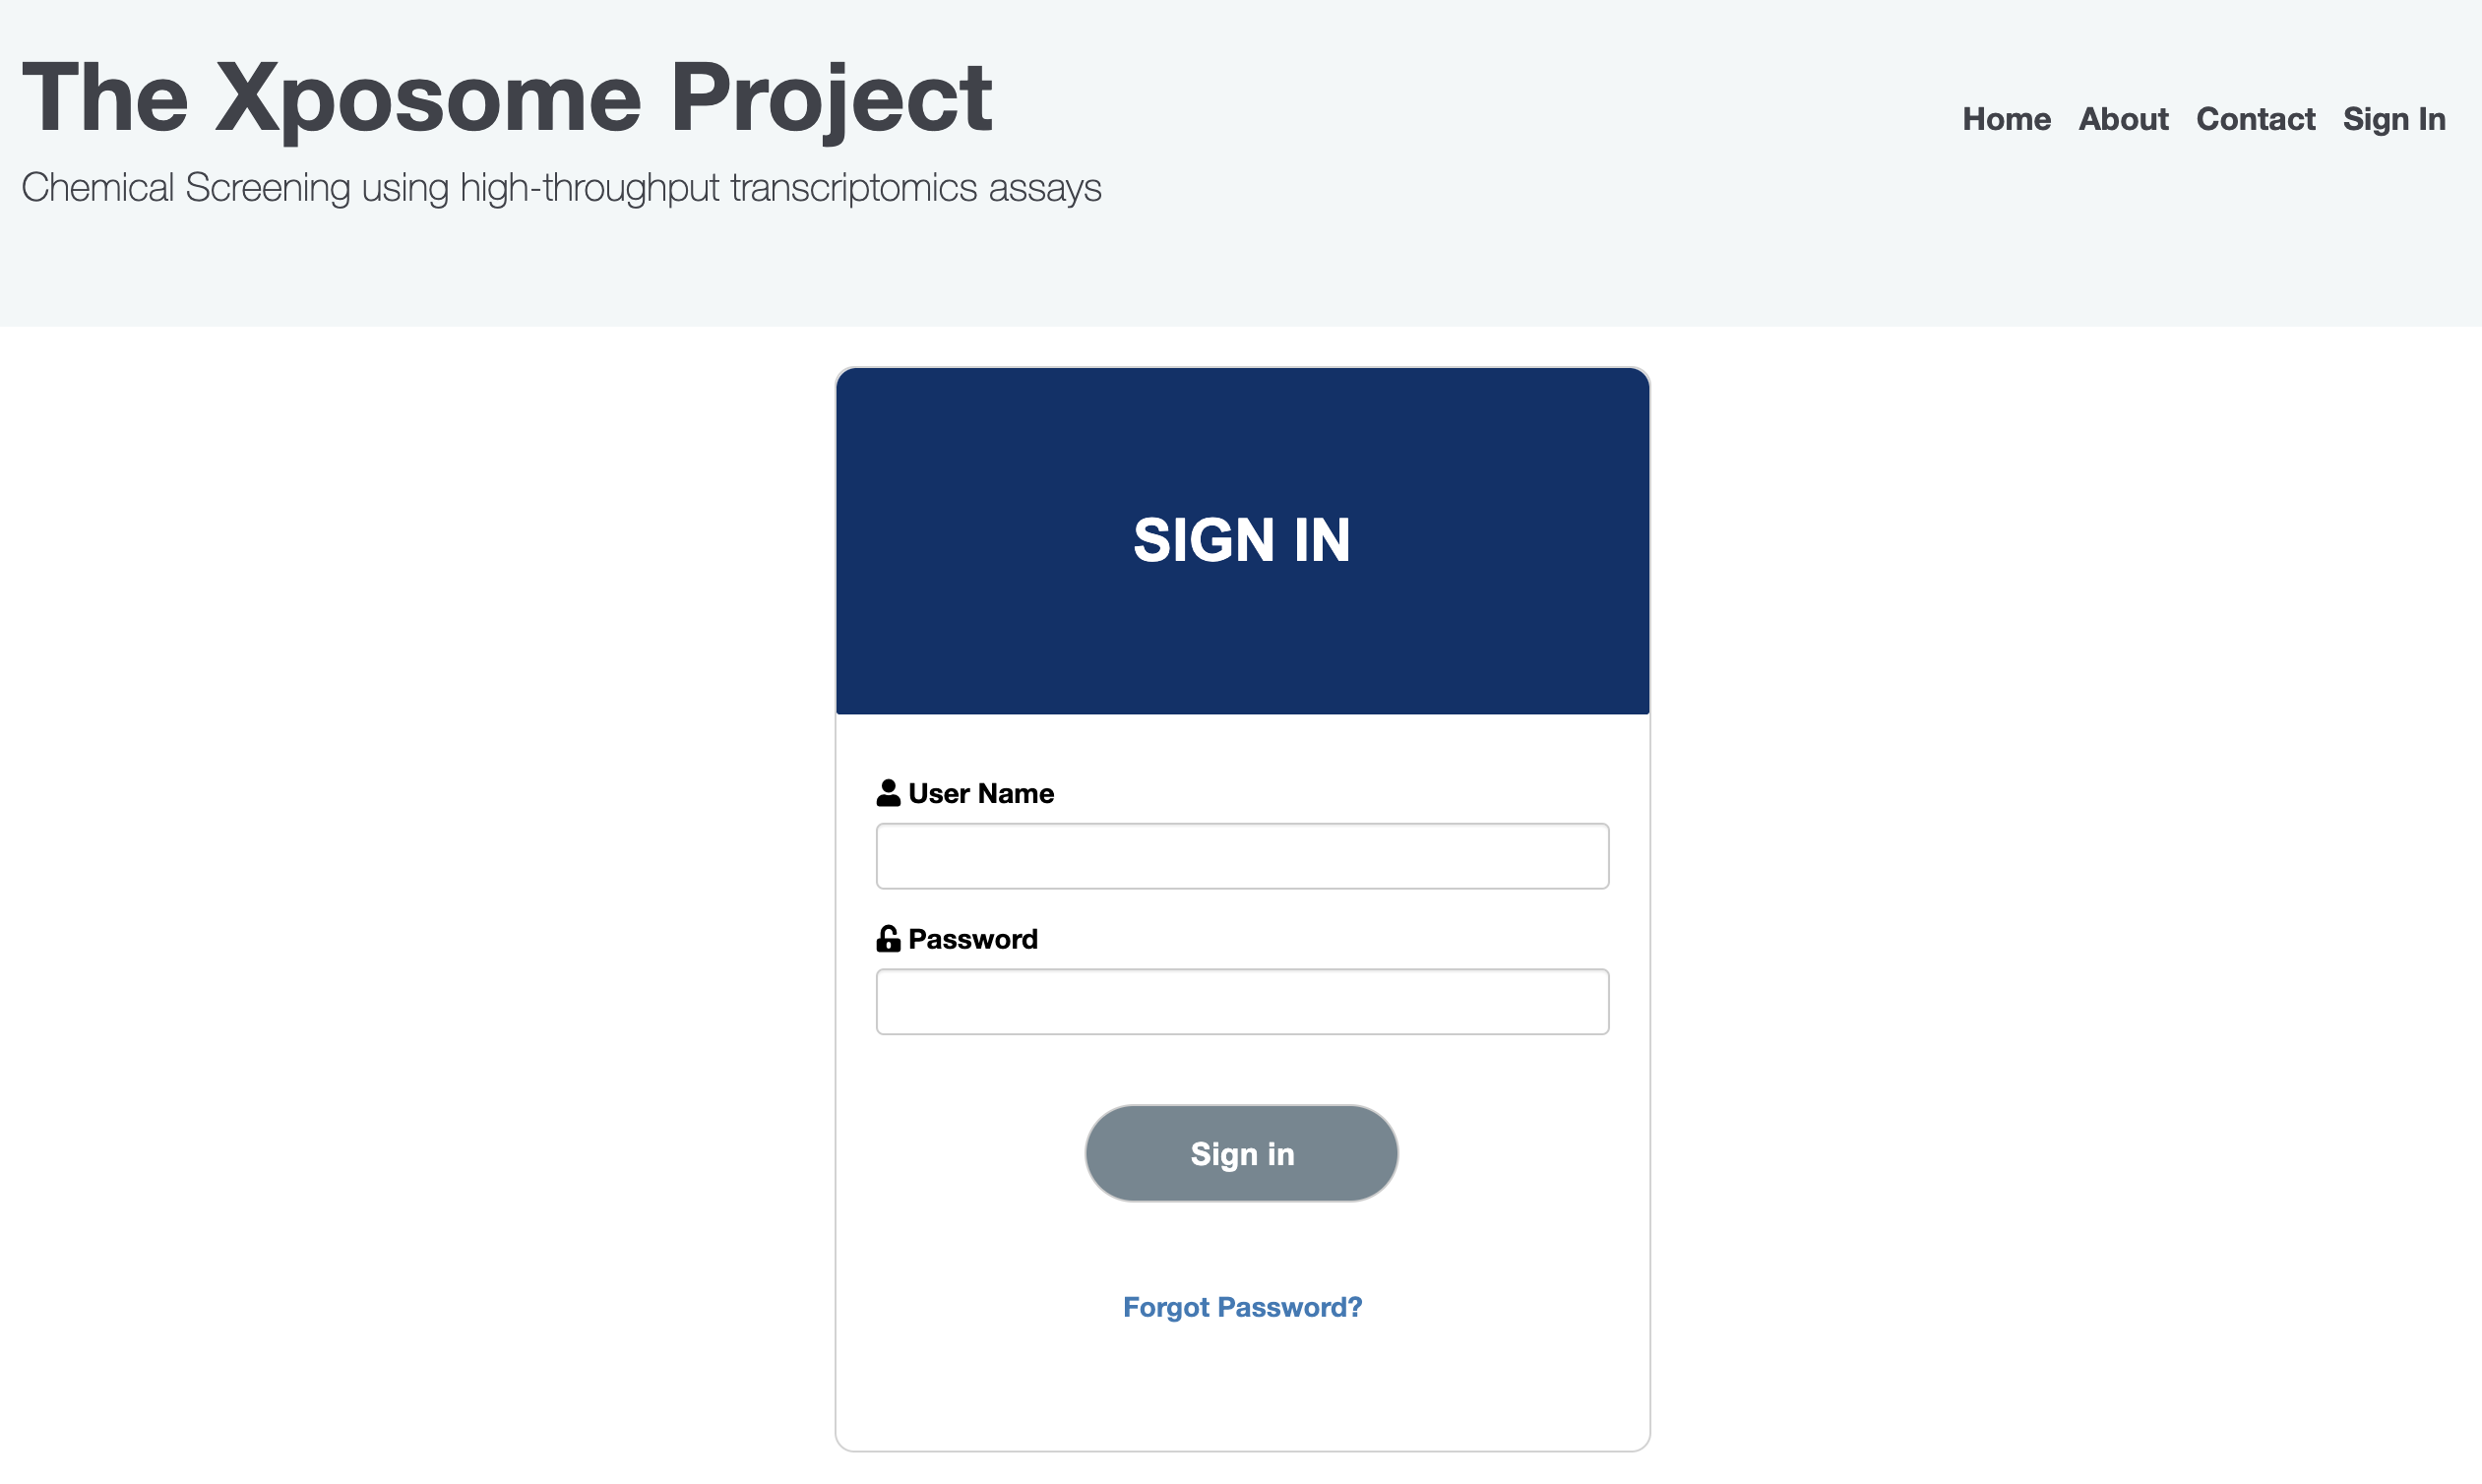 The Xposome Project
Home About Contact Sign In
Chemical Screening using high-throughput transcriptomics assays
SIGN IN
User Name
Password
Sign in
Forgot Password?